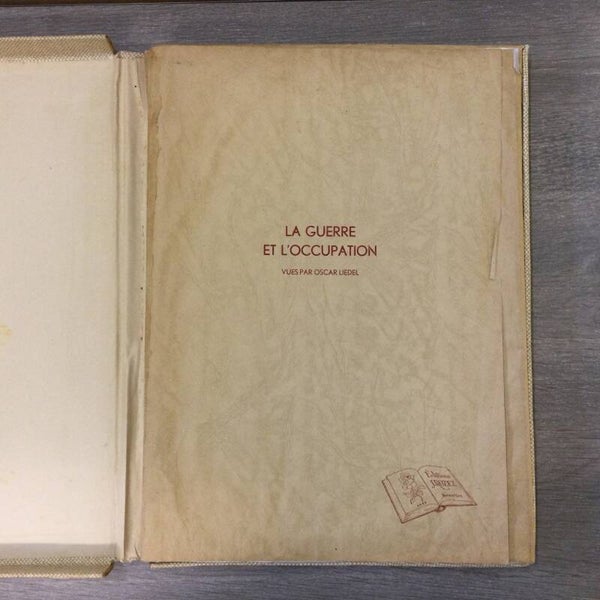 LA GUERRE
ET L'OCCUPATION
VUES PAR OSCAR LIEDEL